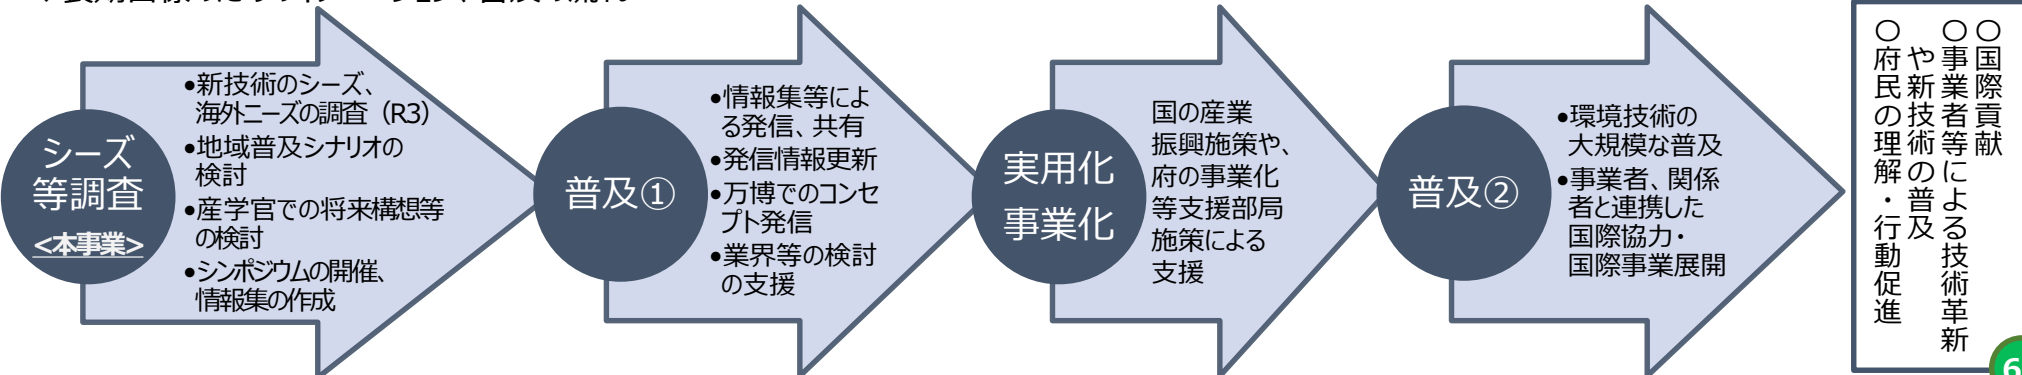 シーズ
等調査
<本事業>
●新技術のシーズ、
海外ニーズの調査（R3）
●地域普及シナリオの
検討
●産学官での将来構想等
の検討
●シンポジウムの開催、
情報集の作成
普及①
●情報集等によ
る発信、共有
●発信情報更新
●万博でのコンセ
プト発信
●業界等の検討
の支援
実用化
事業化
国の産業
振興施策や、
府の事業化
等支援部局
施策による
支援
普及②
●環境技術の
大規模な普及
●事業者、関係
者と連携した
国際協力・
国際事業展開
〇国際貢献
〇事業者等による技術革新
や新技術の普及
〇府民の理解・行動促進
6